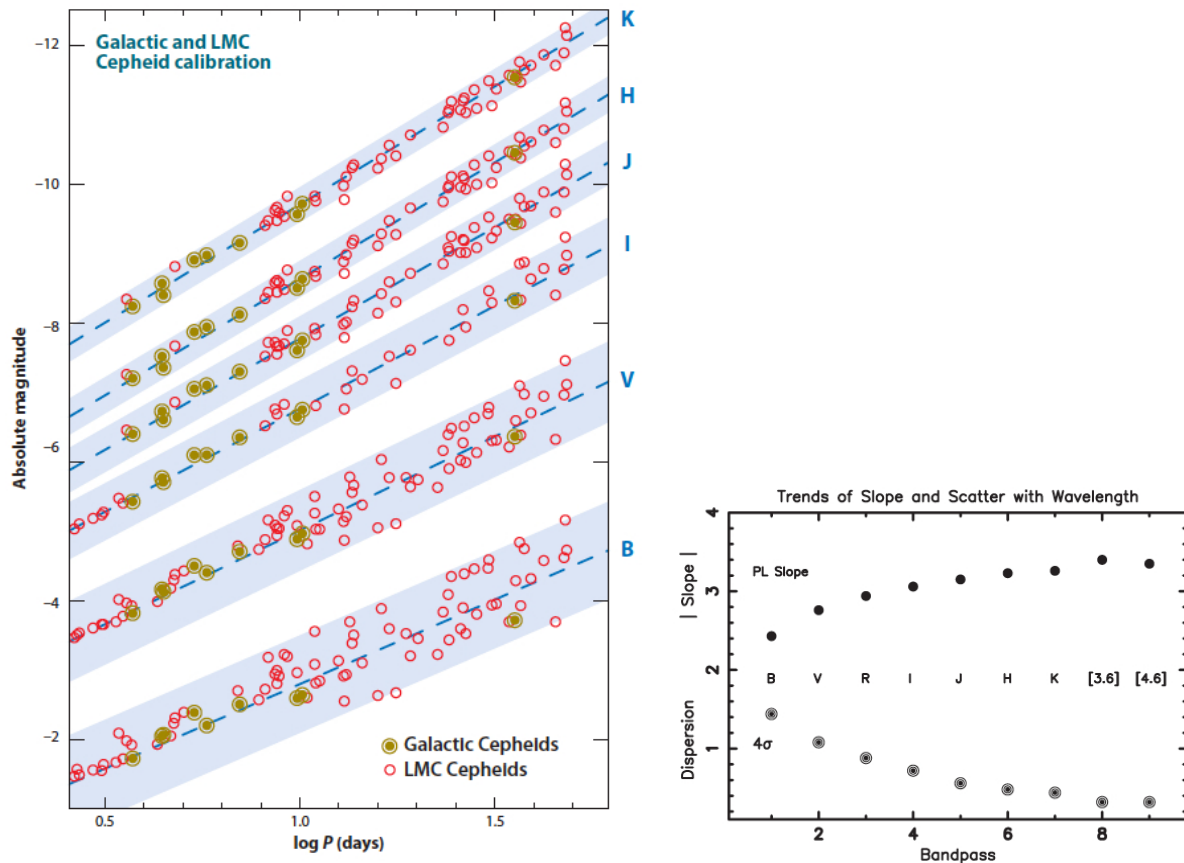 Galactic and LMC
Cepheid calibration
K
H
J
I
V
B
Absolute magnitude
−12
−10
−8
−6
−4
−2
Galactic Cepheids
LMC Cepheids
0.5
1.0
1.5
log P (days)
Trends of Slope and Scatter with Wavelength
Dispersion | Slope |
4
3
2
1
PL Slope
B V R I J H K [3.6] [4.6]
4σ
2 4 6 8
Bandpass